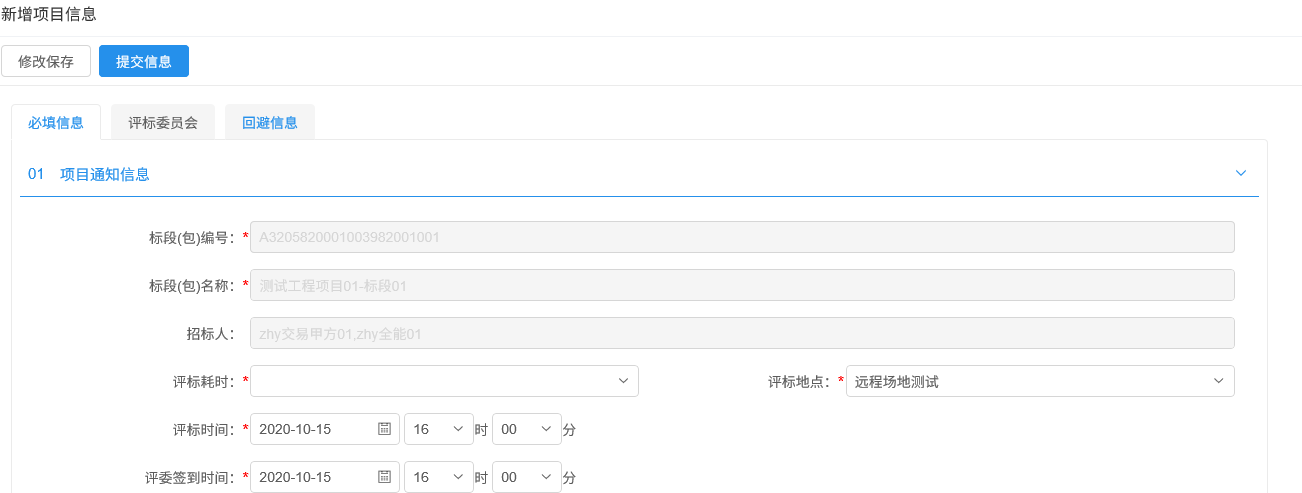 新增项目信息
修改保存 提交信息
必填信息 评标委员会 回避信息
01 项目通知信息
标段(包)编号：* A3205820001003982001001
标段(包)名称：* 测试工程项目01-标段01
招标人： zhy交易甲方01,zhy全能01
评标耗时：* 评标地点：* 远程场地测试
评标时间：* 2020-10-15 16 时 00 分
评委签到时间：* 2020-10-15 16 时 00 分